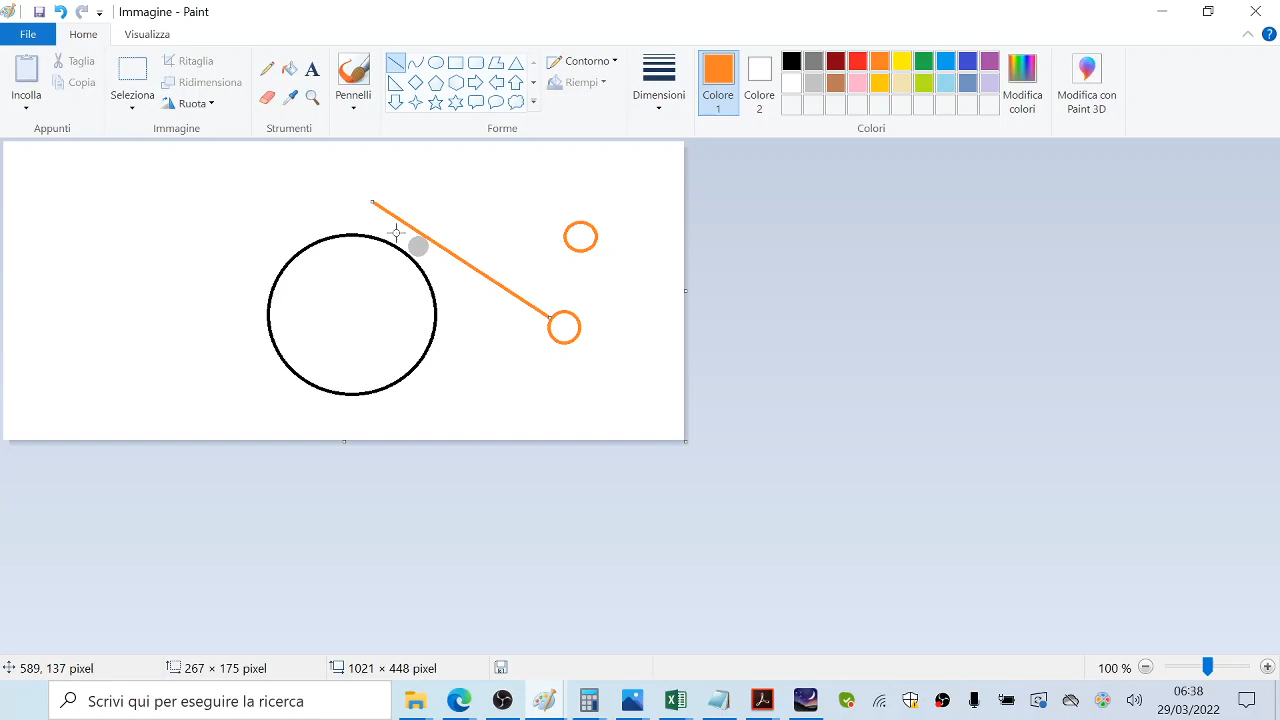 Immagine - Paint
File Home Visualizza
Incolla
Taglia
Copia
Appunti
Seleziona
Ritaglia
Ridimensiona
Ruota
Immagine
Strumenti
Pennelli
Contorno
Riempi
Forme
Dimensioni
Colore 1
Colore 2
Modifica colori
Colori
Modifica con Paint 3D
589, 137 pixel 267 × 175 pixel 1021 × 448 pixel 100 %
Scrivi qui per eseguire la ricerca
06:38
29/03/2022